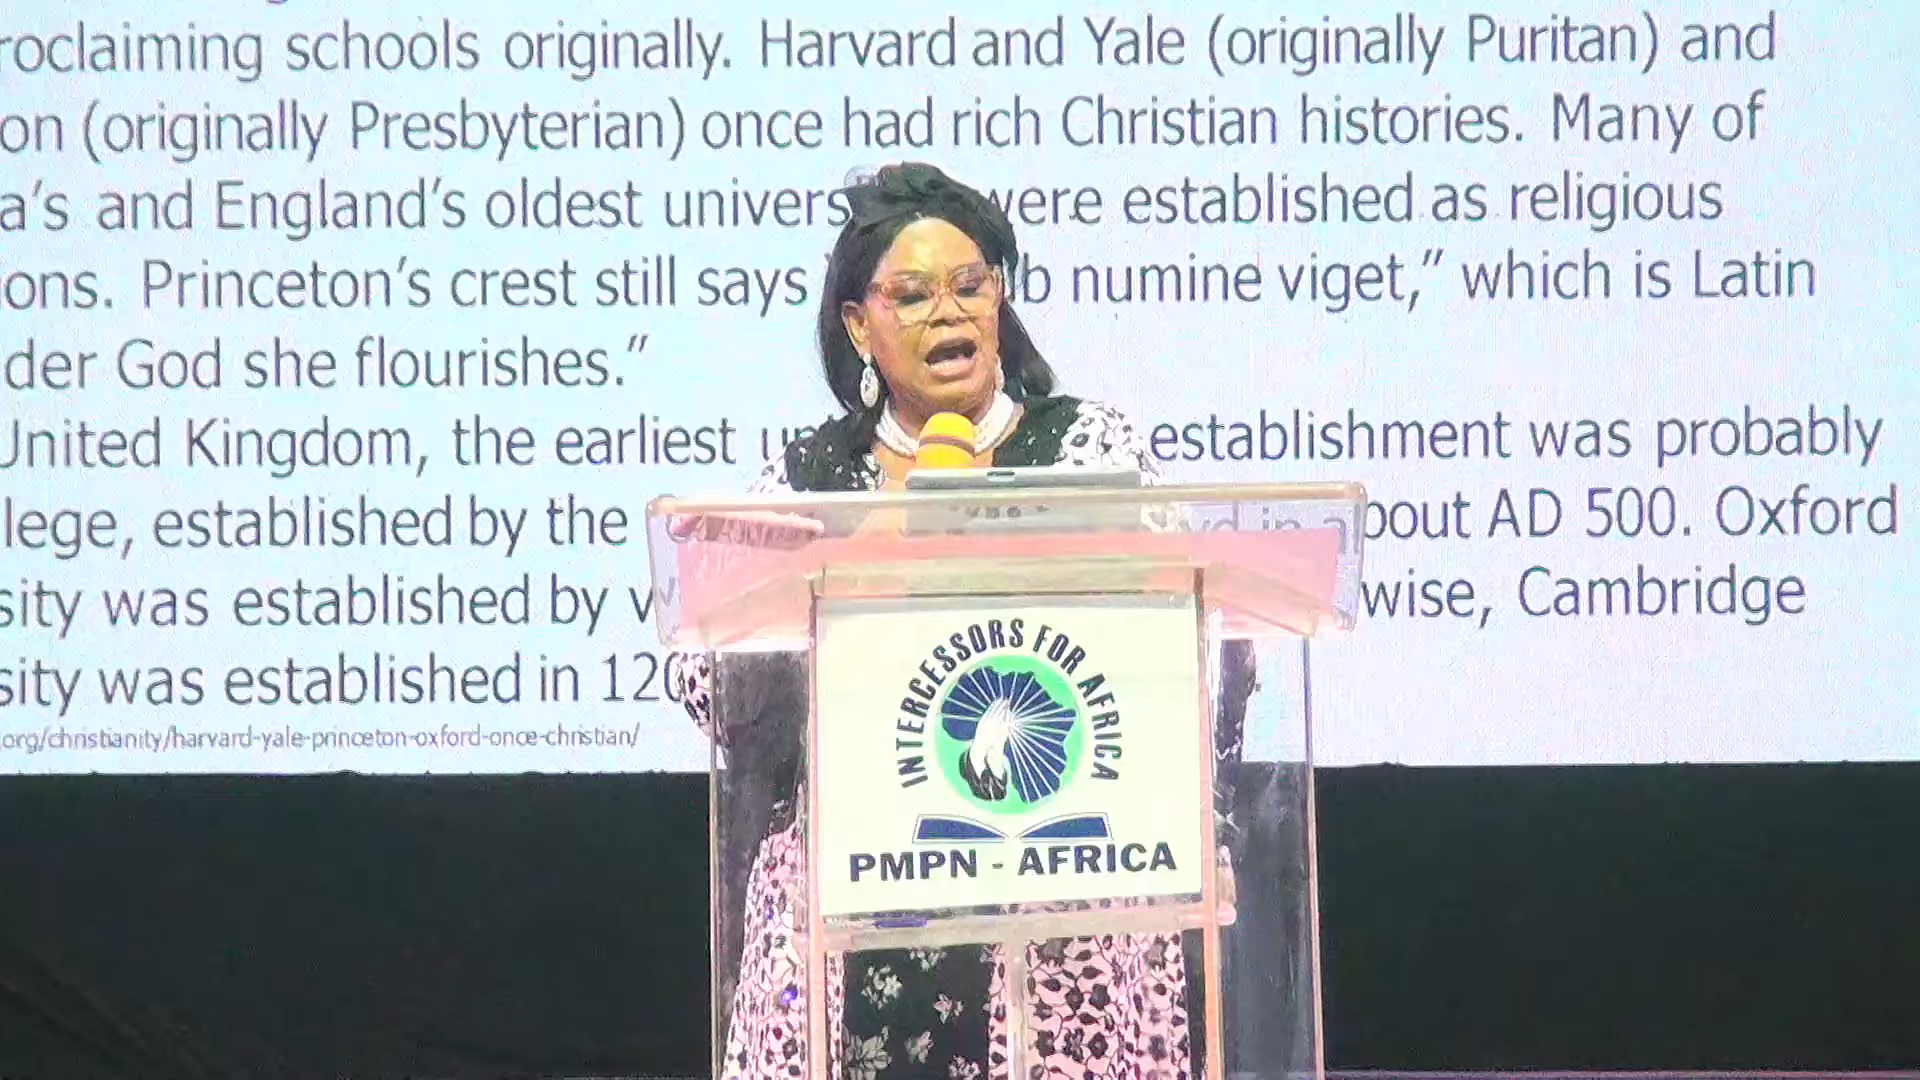 roclaiming schools originally. Harvard and Yale (originally Puritan) and
on (originally Presbyterian) once had rich Christian histories. Many of
a’s and England’s oldest univers were established as religious
ons. Princeton’s crest still says b numine viget,” which is Latin
der God she flourishes.”
United Kingdom, the earliest establishment was probably
lege, established by the in about AD 500. Oxford
sity was established by wise, Cambridge
sity was established in 120
org/christianity/harvard-yale-princeton-oxford-once-christian/
INTERCESSORS FOR AFRICA
PMPN - AFRICA